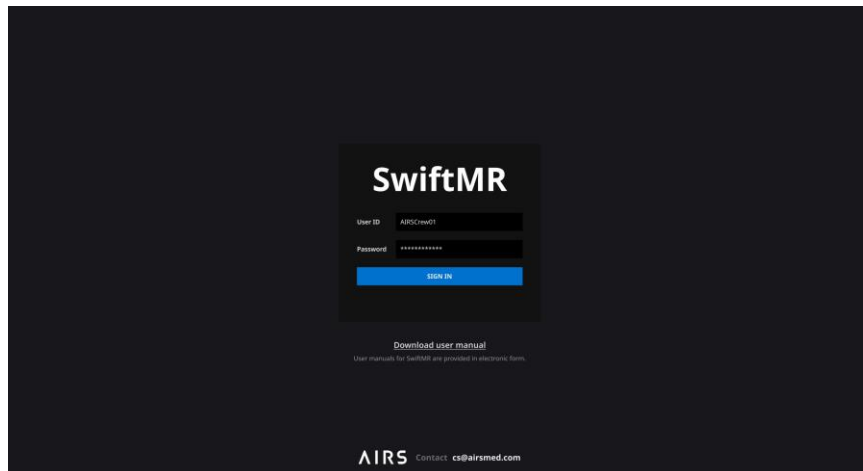 SwiftMR
User ID AIRSCrew01
Password ************
SIGN IN
Download user manual
User manuals for SwiftMR are provided in electronic form.
AIRS Contact cs@airsmed.com